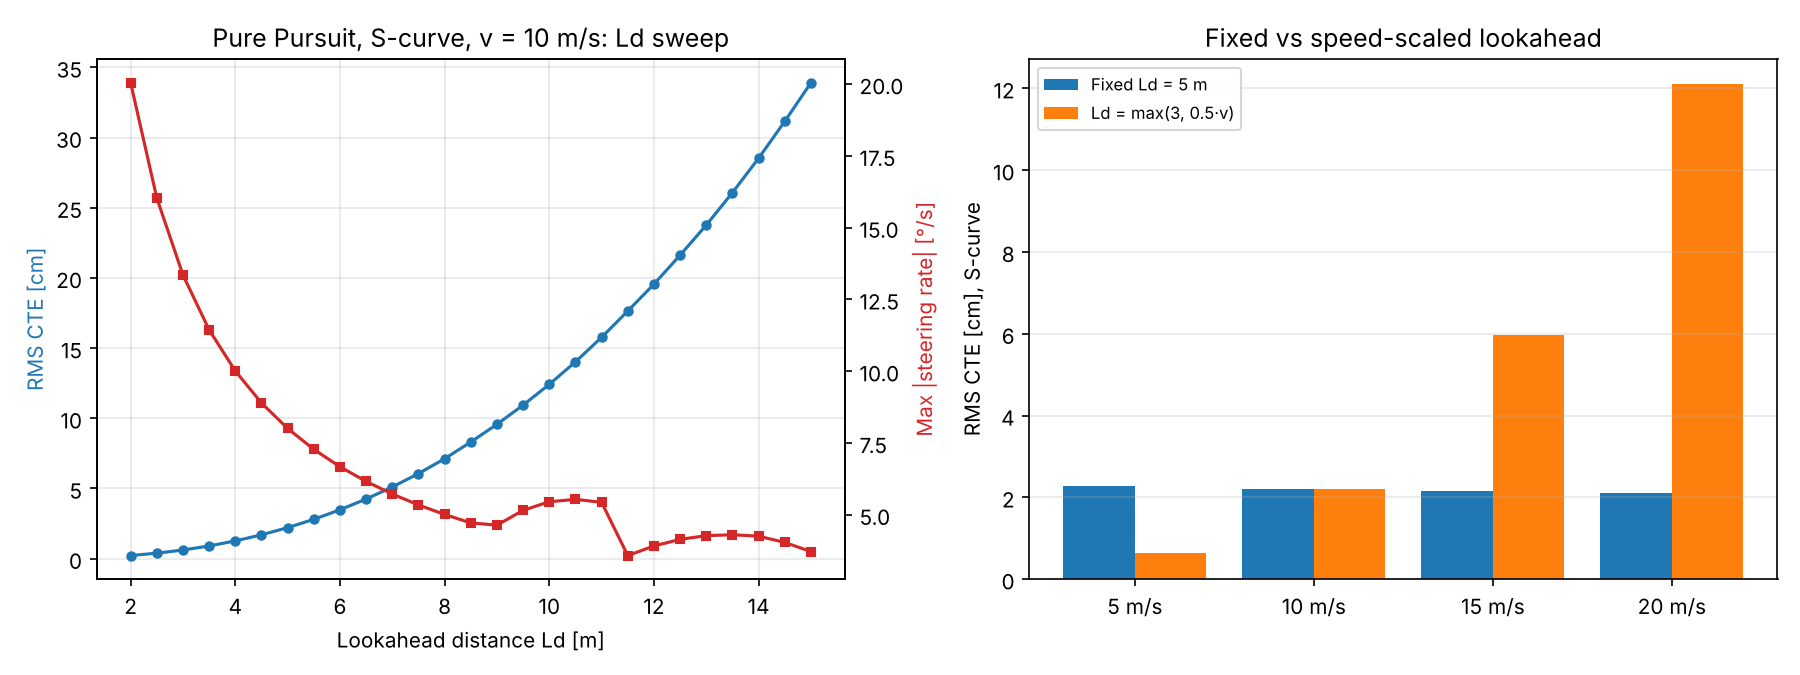 Pure Pursuit, S-curve, v = 10 m/s: Ld sweep
35
30
25
20
15
10
5
0
RMS CTE [cm]
20.0
17.5
15.0
12.5
10.0
7.5
5.0
Max |steering rate| [°/s]
2 4 6 8 10 12 14
Lookahead distance Ld [m]
Fixed vs speed-scaled lookahead
Fixed Ld = 5 m
Ld = max(3, 0.5·v)
12
10
8
6
4
2
0
RMS CTE [cm], S-curve
5 m/s 10 m/s 15 m/s 20 m/s